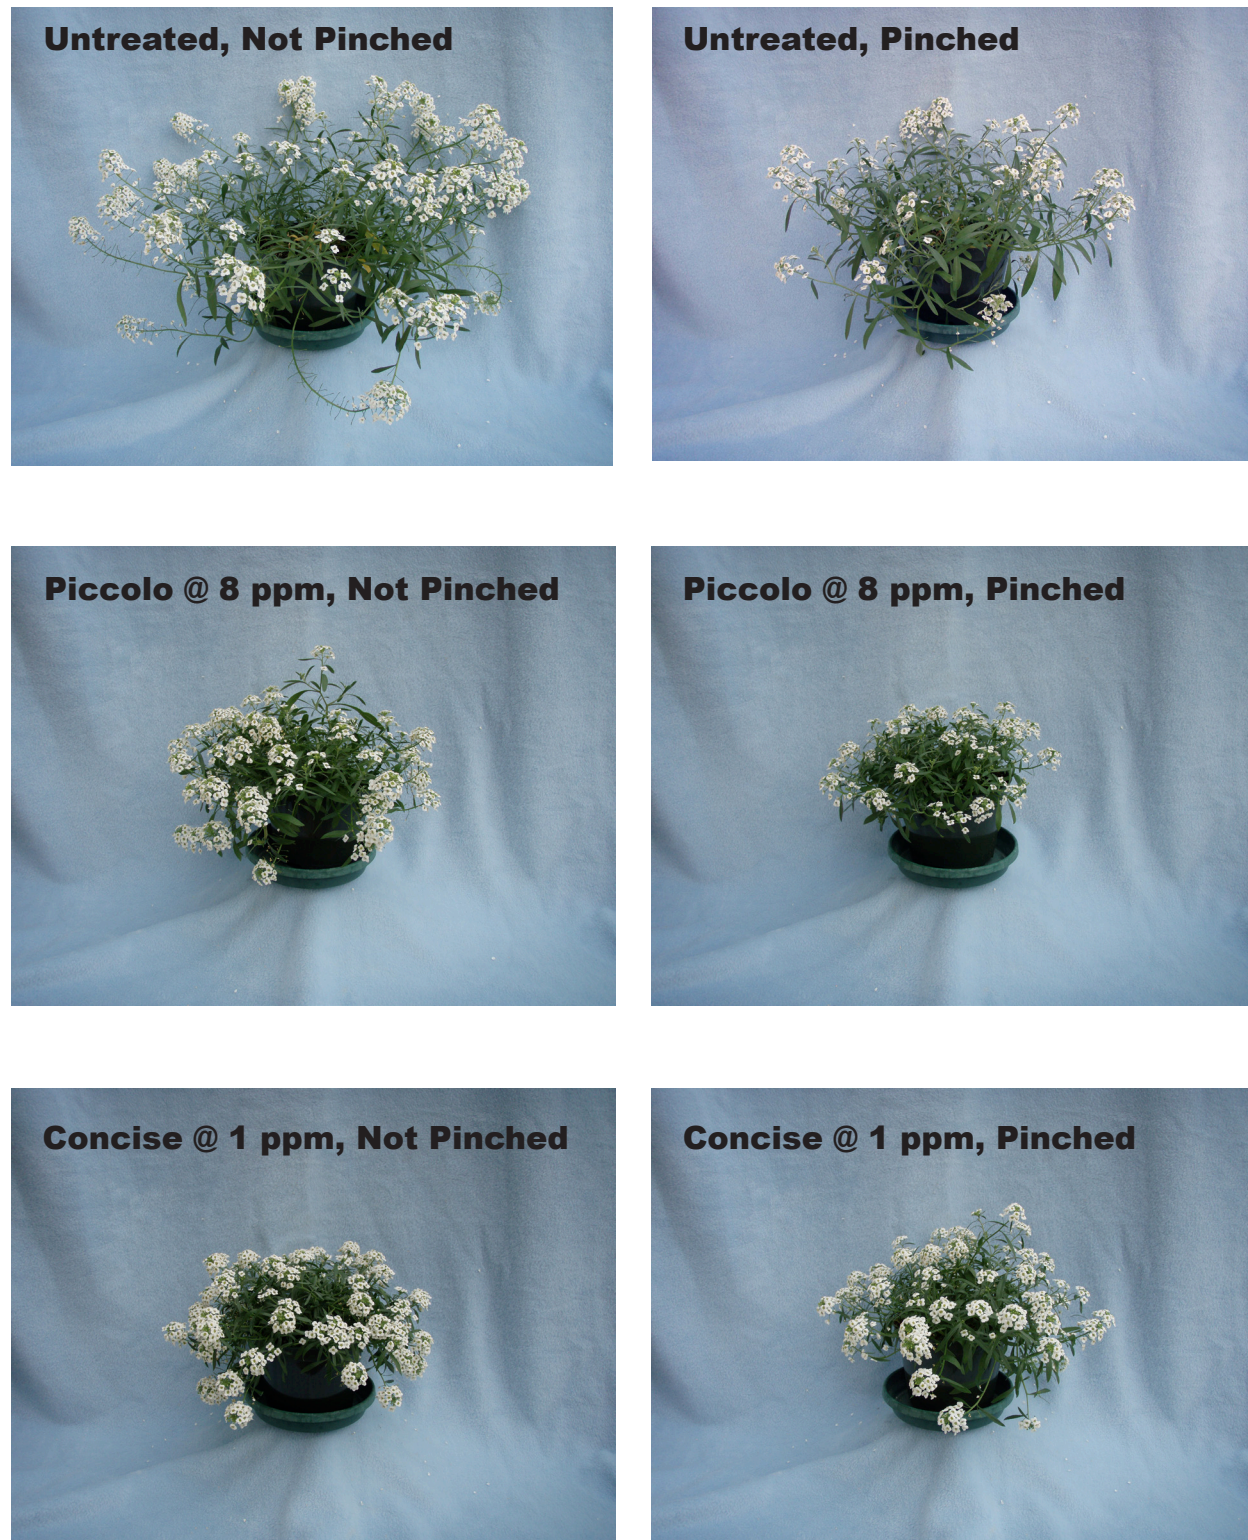 Untreated, Not Pinched
Untreated, Pinched
Piccolo @ 8 ppm, Not Pinched
Piccolo @ 8 ppm, Pinched
Concise @ 1 ppm, Not Pinched
Concise @ 1 ppm, Pinched